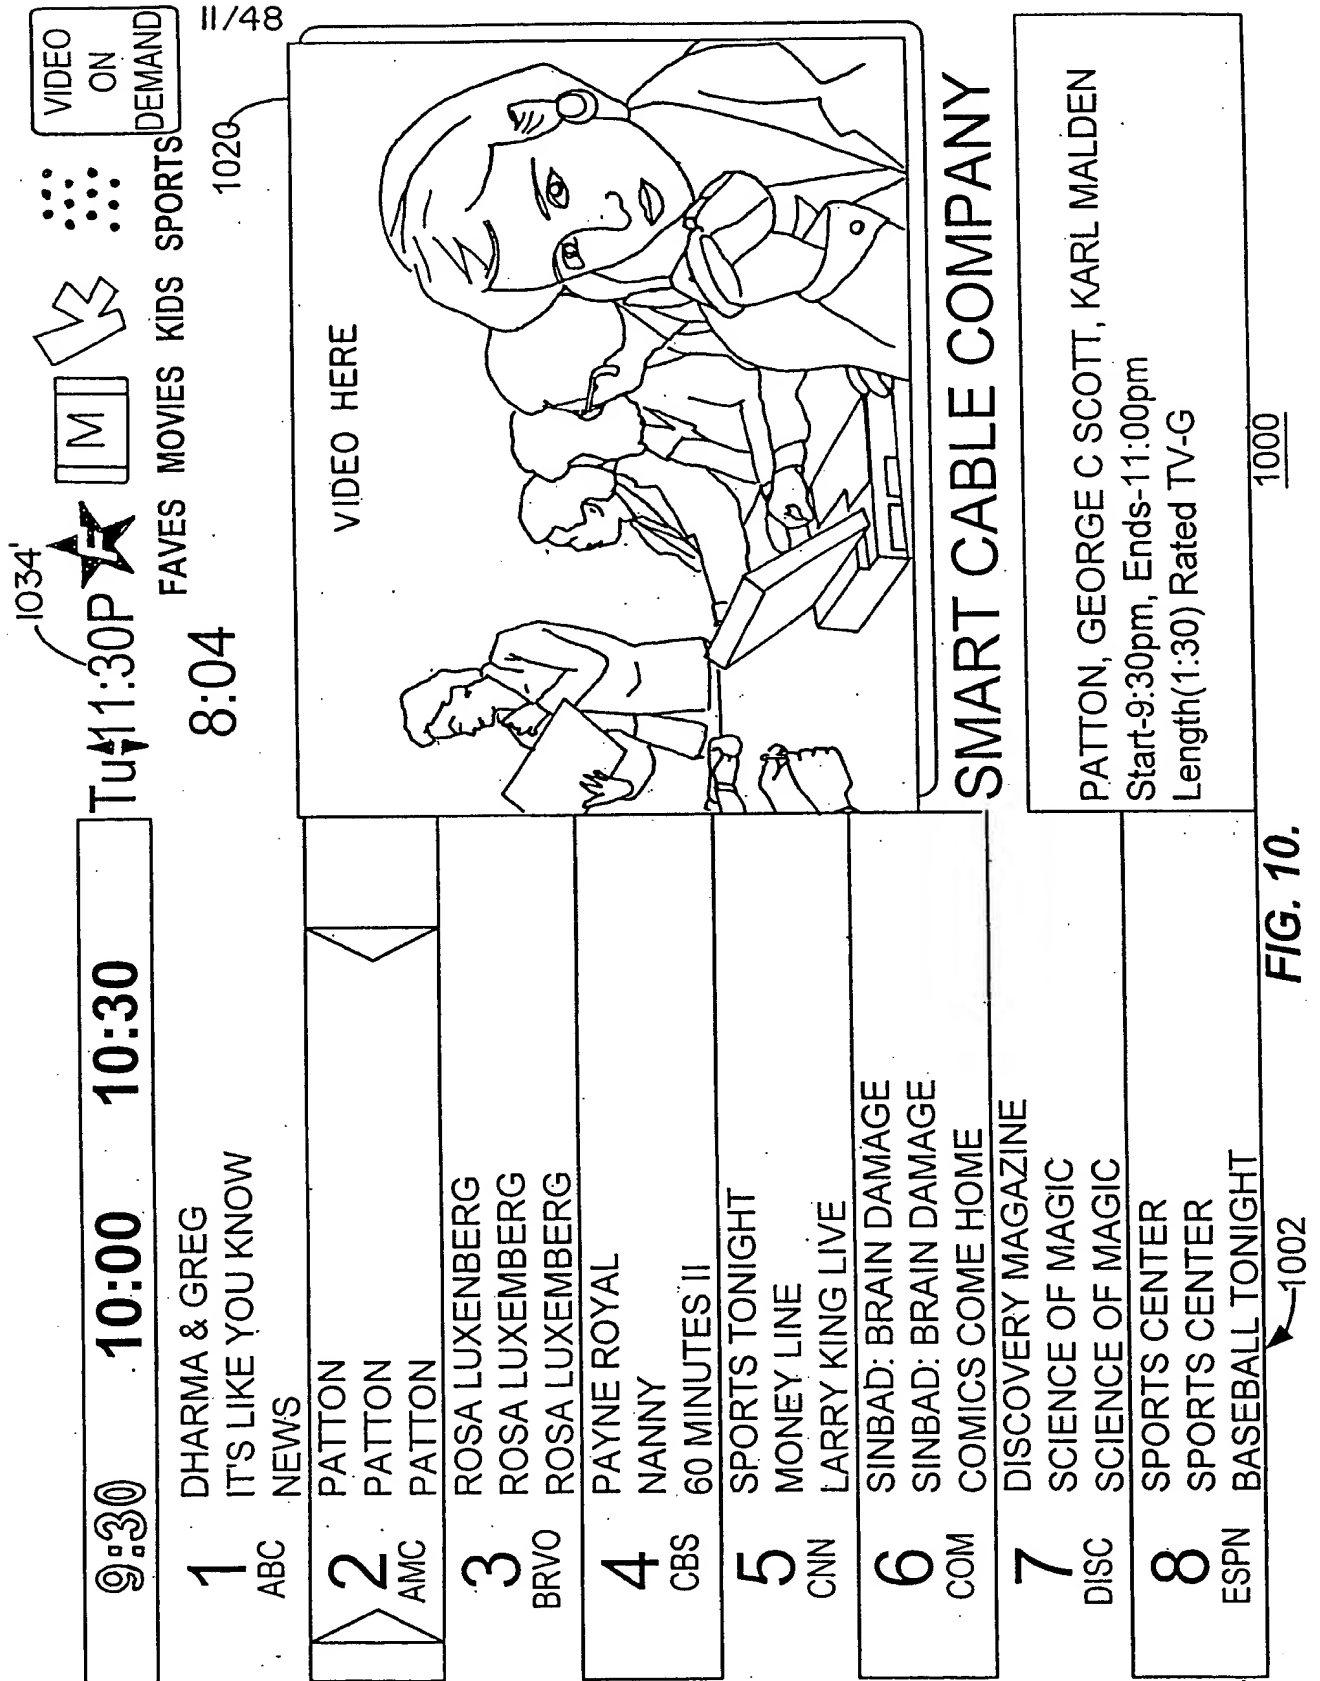 11/48
9:30 10:00 10:30
Tu 11:30P
1034'
F
M
K
FAVES MOVIES KIDS SPORTS
VIDEO
ON
DEMAND
8:04
1020
1
ABC
DHARMA & GREG
IT'S LIKE YOU KNOW
NEWS
2
AMC
PATTON
PATTON
PATTON
3
BRVO
ROSA LUXENBERG
ROSA LUXEMBERG
ROSA LUXEMBERG
4
CBS
PAYNE ROYAL
NANNY
60 MINUTES II
5
CNN
SPORTS TONIGHT
MONEY LINE
LARRY KING LIVE
6
COM
SINBAD: BRAIN DAMAGE
SINBAD: BRAIN DAMAGE
COMICS COME HOME
7
DISC
DISCOVERY MAGAZINE
SCIENCE OF MAGIC
SCIENCE OF MAGIC
8
ESPN
SPORTS CENTER
SPORTS CENTER
BASEBALL TONIGHT
VIDEO HERE
SMART CABLE COMPANY
PATTON, GEORGE C SCOTT, KARL MALDEN
Start-9:30pm, Ends-11:00pm
Length(1:30) Rated TV-G
1002
1000
FIG. 10.